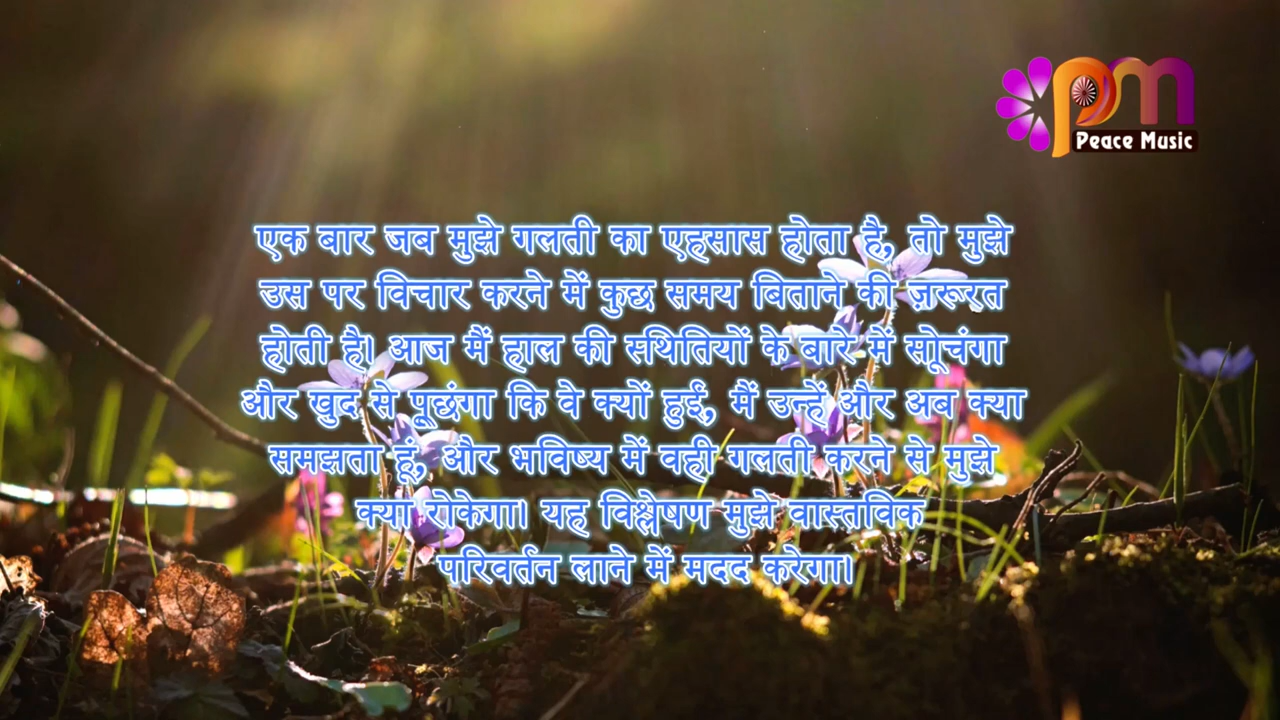 pm
Peace Music
एक बार जब मुझे गलती का एहसास होता है, तो मुझे
उस पर विचार करने में कुछ समय बिताने की ज़रूरत
होती है। आज मैं हाल की स्थितियों के बारे में सोचूंगा
और खुद से पूछूंगा कि वे क्यों हुईं, मैं उन्हें और अब क्या
समझता हूं, और भविष्य में वही गलती करने से मुझे
क्या रोकेगा। यह विश्लेषण मुझे वास्तविक
परिवर्तन लाने में मदद करेगा।